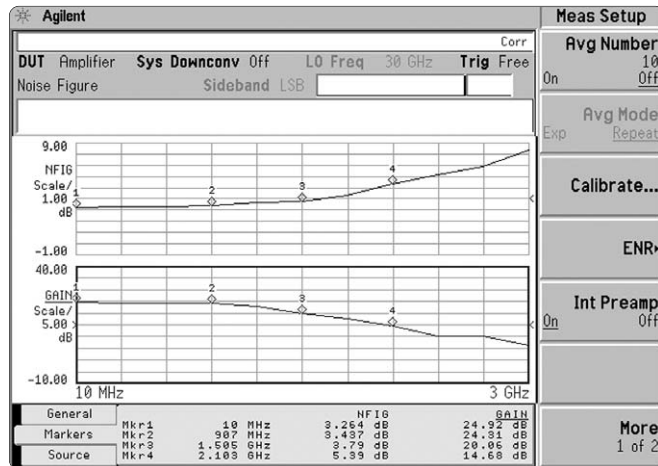 Agilent
Meas Setup
Corr
DUT Amplifier Sys Downconv Off LO Freq 30 GHz Trig Free
Noise Figure Sideband LSB
Avg Number
10
On Off
Avg Mode
Exp Repeat
Calibrate...
ENR
Int Preamp
On Off
More
1 of 2
9.00
NFIG
Scale/
1.00
dB
-1.00
1
2
3
4
40.00
GAIN
Scale/
5.00
dB
-10.00
1
2
3
4
10 MHz 3 GHz
General
Markers
Source
NFIG GAIN
Mkr1 10 MHz 3.264 dB 24.92 dB
Mkr2 907 MHz 3.437 dB 24.31 dB
Mkr3 1.505 GHz 3.79 dB 20.06 dB
Mkr4 2.103 GHz 5.39 dB 14.68 dB